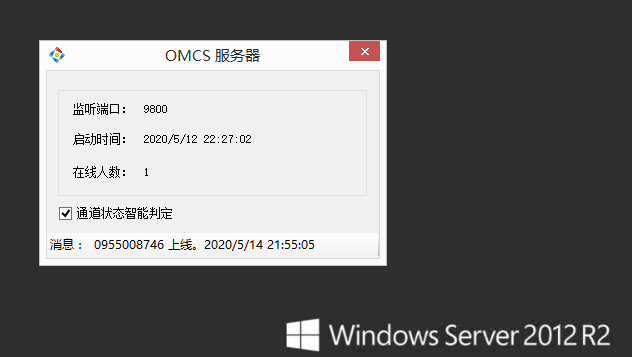 OMCS 服务器
监听端口： 9800
启动时间： 2020/5/12 22:27:02
在线人数： 1
通道状态智能判定
消息： 0955008746 上线。2020/5/14 21:55:05
Windows Server 2012 R2